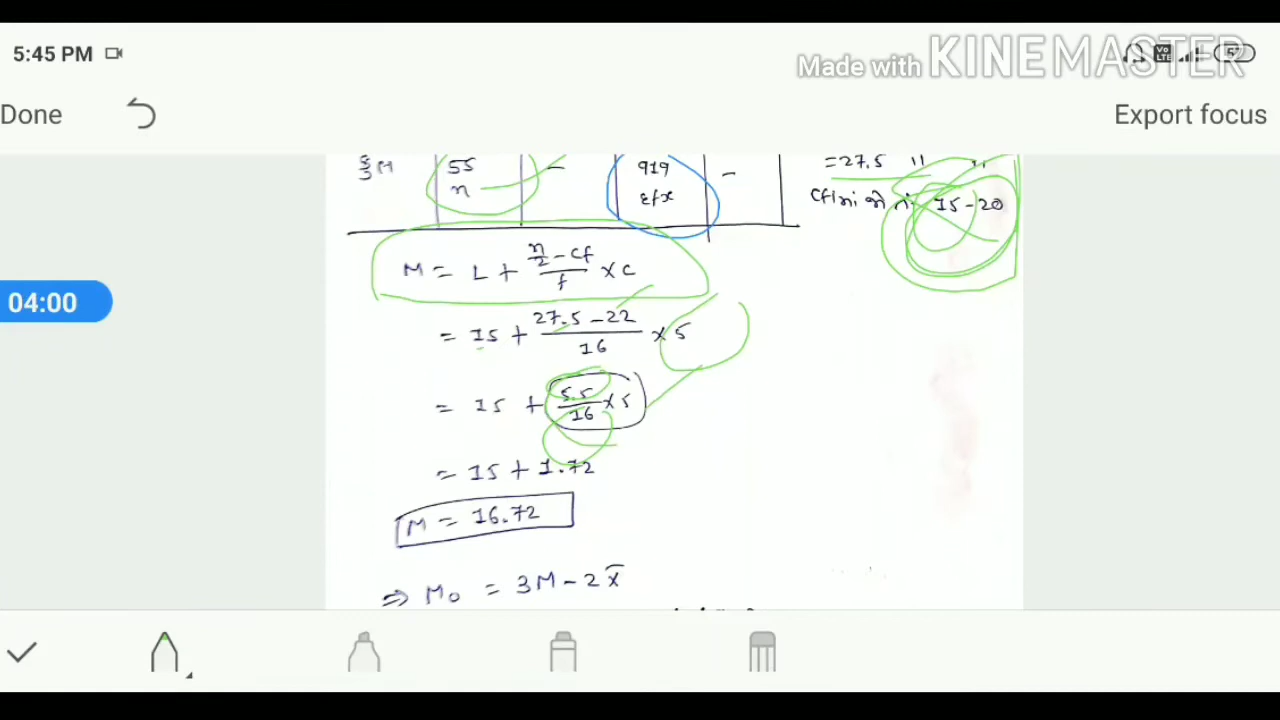 5:45 PM
Made with KINEMASTER
Done
Export focus
55 – 919 –
n Σfx
=27.5 "
15-20
M = L + n/2 - cf / f × c
04:00
= 15 + 27.5 - 22 / 16 × 5
= 15 + 5.5 / 16 × 5
= 15 + 1.72
M = 16.72
⇒ M₀ = 3M - 2x̄